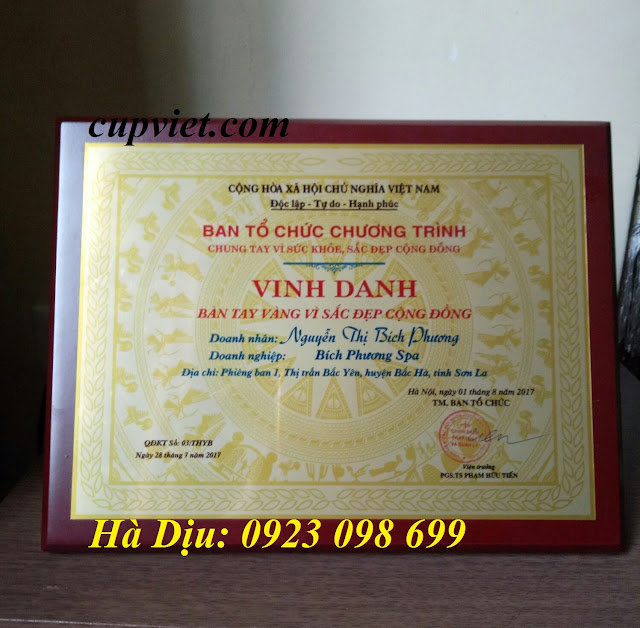 cupviet.com
CỘNG HÒA XÃ HỘI CHỦ NGHĨA VIỆT NAM
Độc lập - Tự do - Hạnh phúc
BAN TỔ CHỨC CHƯƠNG TRÌNH
CHUNG TAY VÌ SỨC KHỎE, SẮC ĐẸP CỘNG ĐỒNG
VINH DANH
BÀN TAY VÀNG VÌ SẮC ĐẸP CỘNG ĐỒNG
Doanh nhân: Nguyễn Thị Bích Phương
Doanh nghiệp: Bích Phương Spa
Địa chỉ: Phiêng ban 1, Thị trấn Bắc Yên, huyện Bắc Hà, tỉnh Sơn La
Hà Nội, ngày 01 tháng 8 năm 2017
TM. BAN TỔ CHỨC
QĐKT Số: 03/THYB
Ngày 28 tháng 7 năm 2017
Viện trưởng
PGS.TS PHẠM HỮU TIẾN
Hà Dịu: 0923 098 699